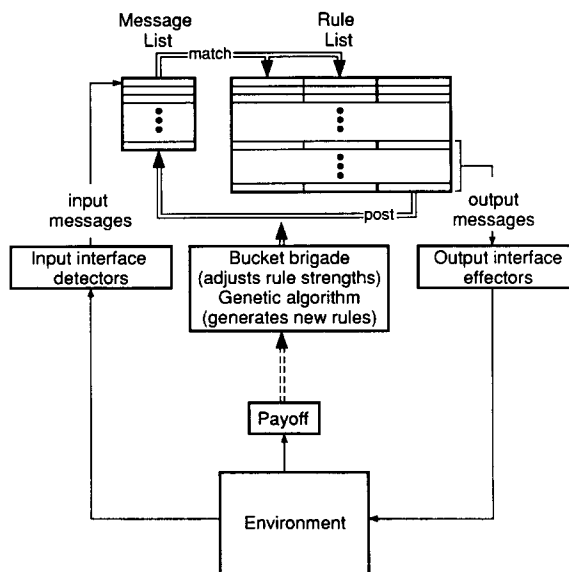 Message
List
Rule
List
match
input
messages
post
output
messages
Input interface
detectors
Bucket brigade
(adjusts rule strengths)
Genetic algorithm
(generates new rules)
Output interface
effectors
Payoff
Environment